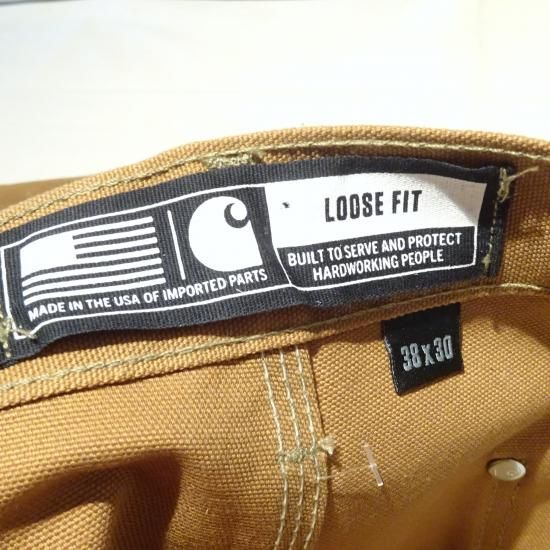 LOOSE FIT
BUILT TO SERVE AND PROTECT
HARDWORKING PEOPLE
MADE IN THE USA OF IMPORTED PARTS
38X30